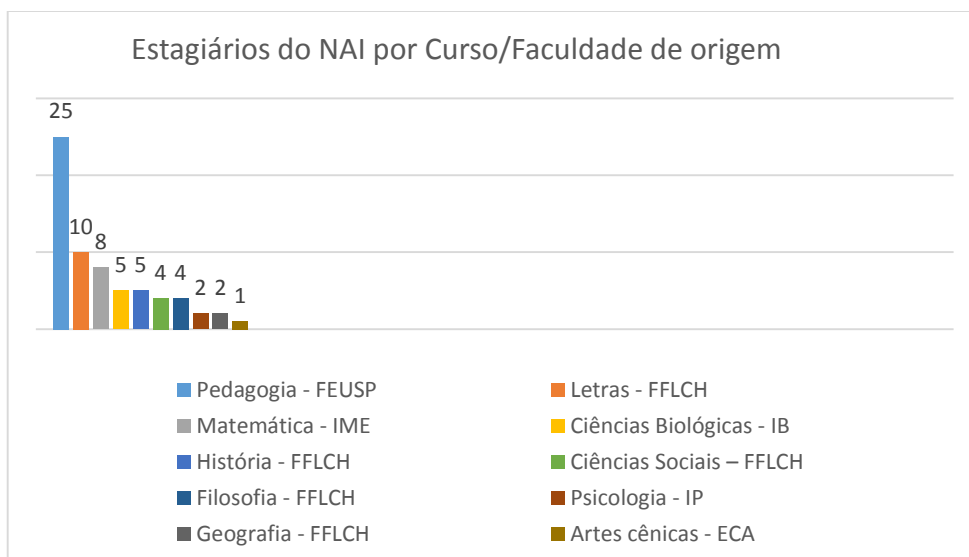 Estagiários do NAI por Curso/Faculdade de origem
25
10
8
5
5
4
4
2
2
1
Pedagogia - FEUSP
Letras - FFLCH
Matemática - IME
Ciências Biológicas - IB
História - FFLCH
Ciências Sociais – FFLCH
Filosofia - FFLCH
Psicologia - IP
Geografia - FFLCH
Artes cênicas - ECA